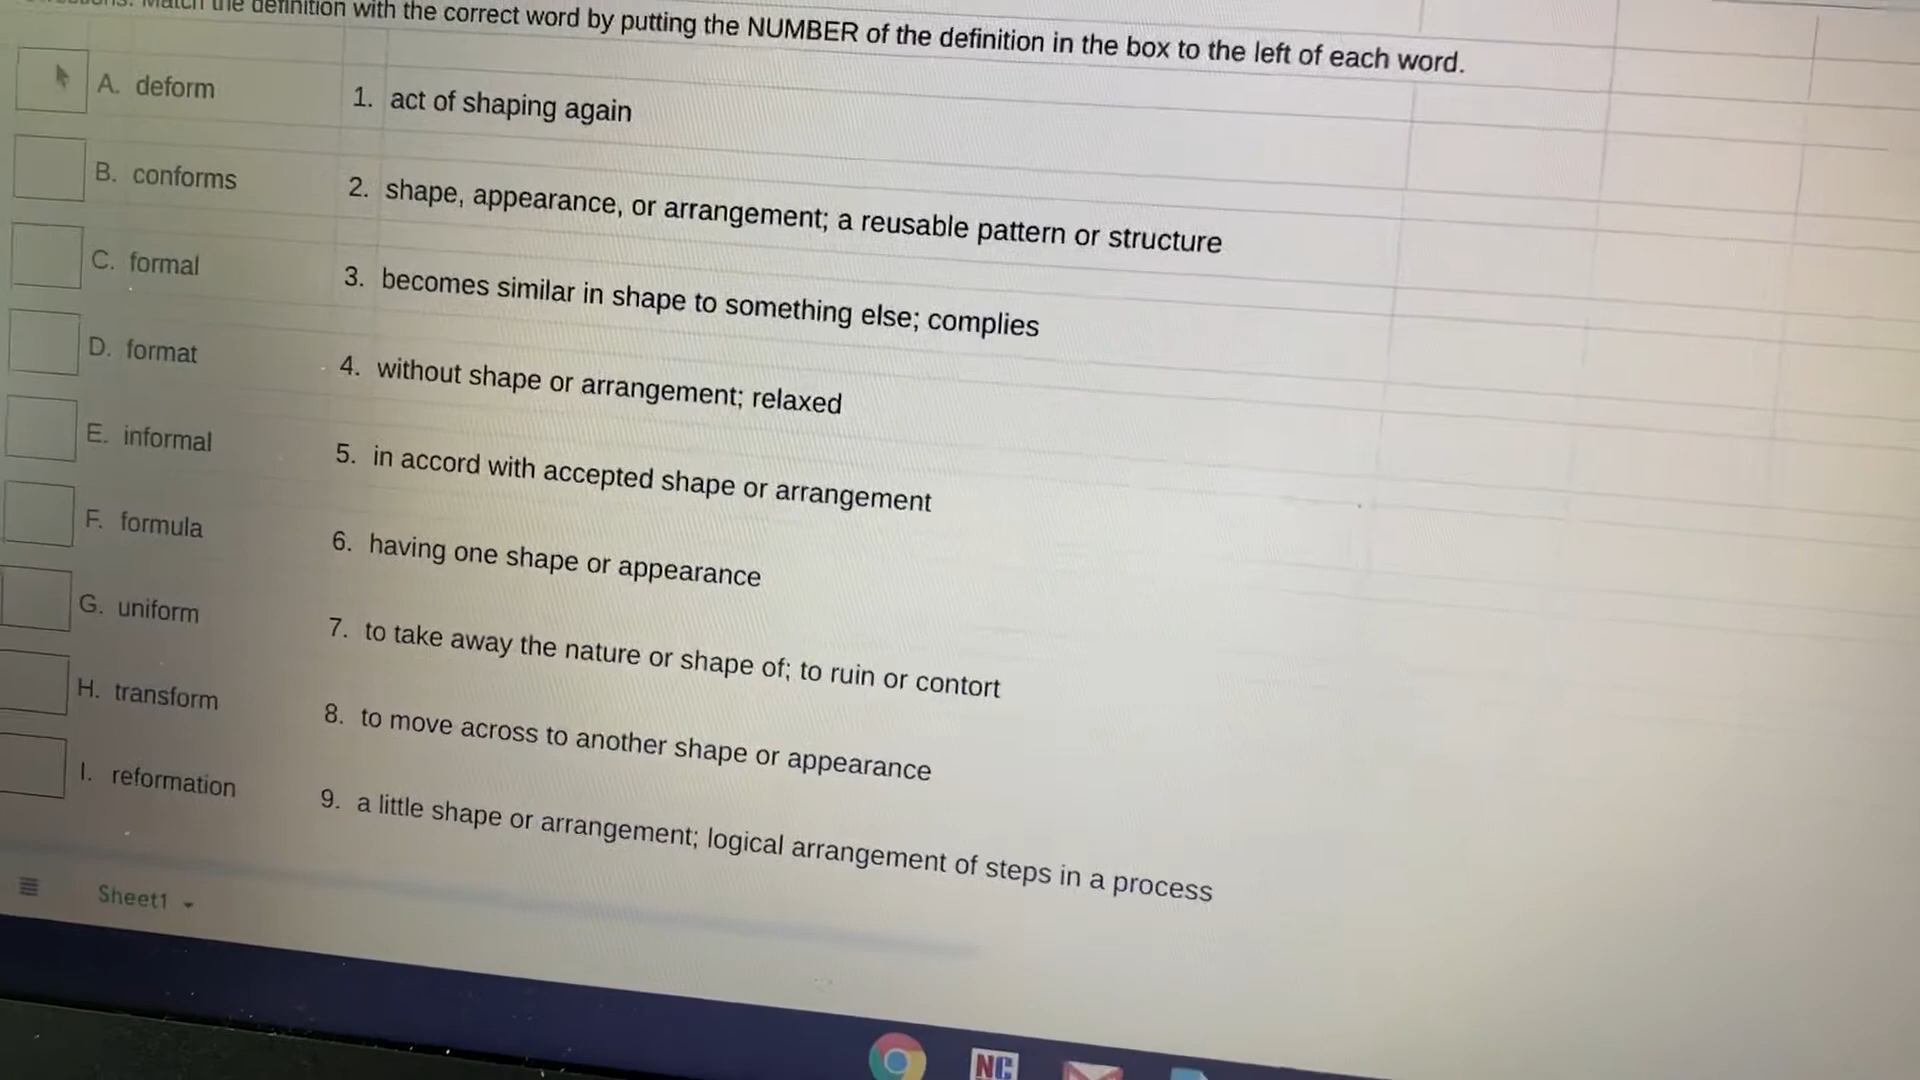 Match the definition with the correct word by putting the NUMBER of the definition in the box to the left of each word.
A. deform 1. act of shaping again
B. conforms 2. shape, appearance, or arrangement; a reusable pattern or structure
C. formal 3. becomes similar in shape to something else; complies
D. format 4. without shape or arrangement; relaxed
E. informal 5. in accord with accepted shape or arrangement
F. formula 6. having one shape or appearance
G. uniform 7. to take away the nature or shape of; to ruin or contort
H. transform 8. to move across to another shape or appearance
I. reformation 9. a little shape or arrangement; logical arrangement of steps in a process
Sheet1
NC